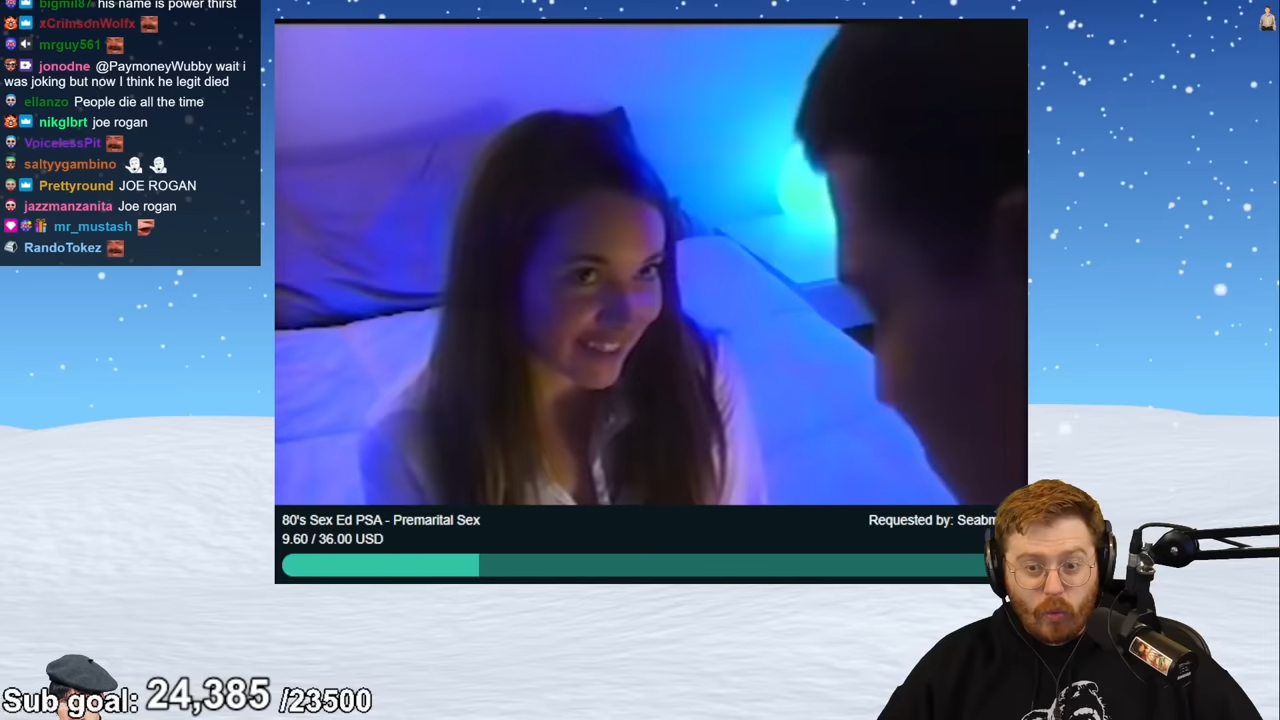 bigmil87 his name is power thirst
xCrimsonWolfx
mrguy561
jonodne @PaymoneyWubby wait i
was joking but now I think he legit died
ellanzo People die all the time
nikglbrt joe rogan
VoicelessPit
saltyygambino
Prettyround JOE ROGAN
jazzmanzanita Joe rogan
mr_mustash
RandoTokez
80's Sex Ed PSA - Premarital Sex
Requested by:
9.60 / 36.00 USD
Sub goal: 24,385 /23500